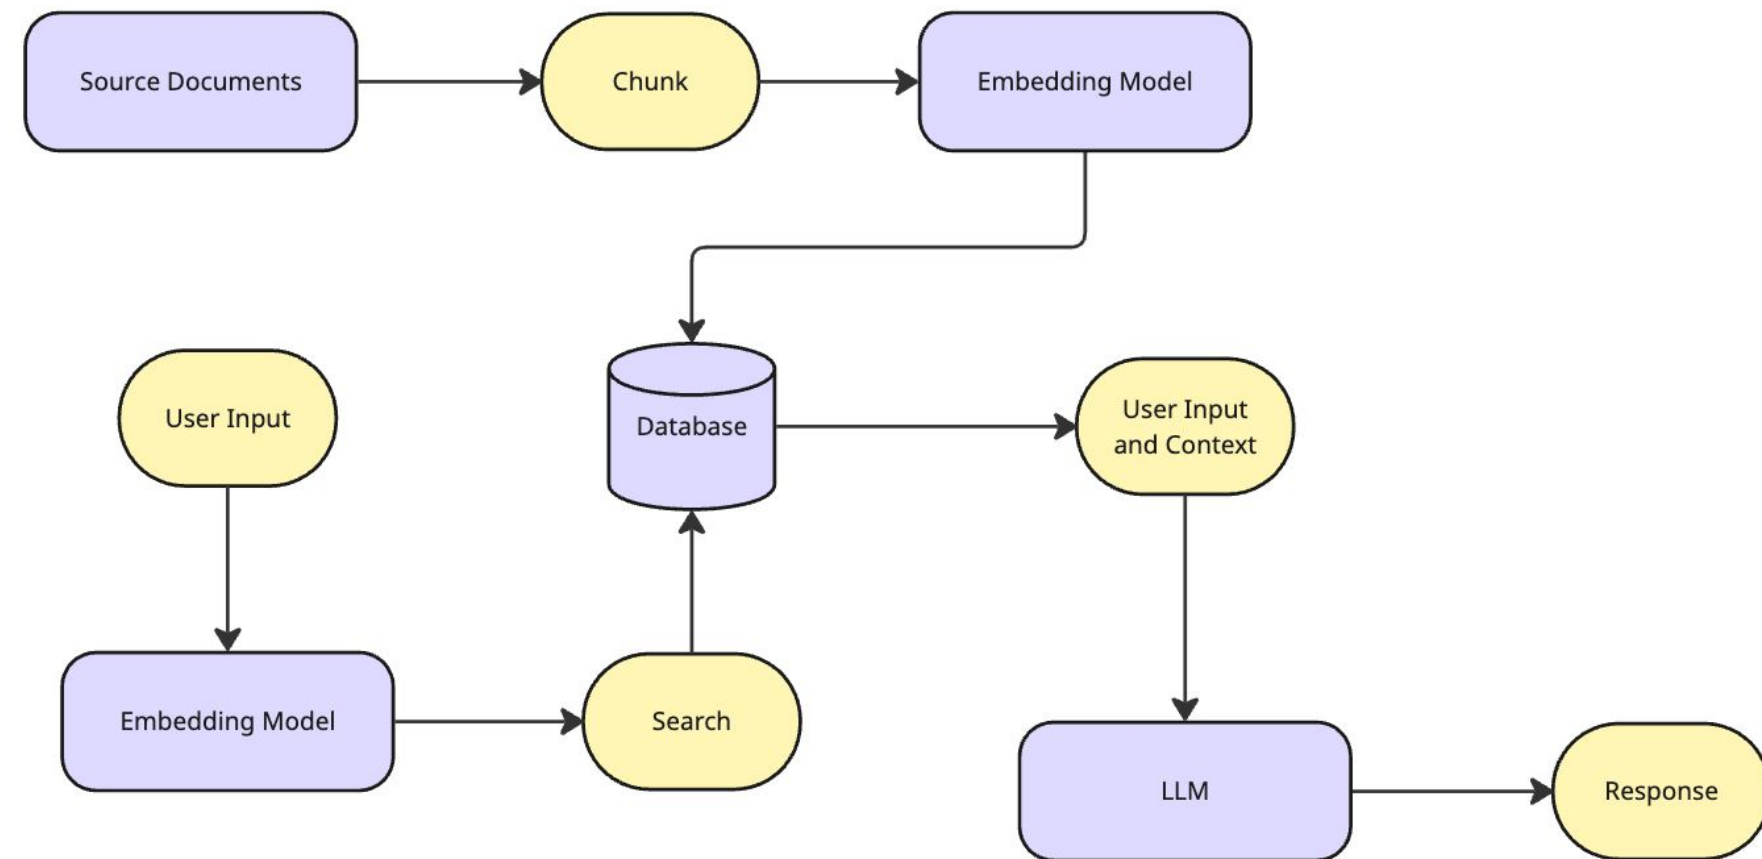 Source Documents
Chunk
Embedding Model
User Input
Database
User Input
and Context
Embedding Model
Search
LLM
Response